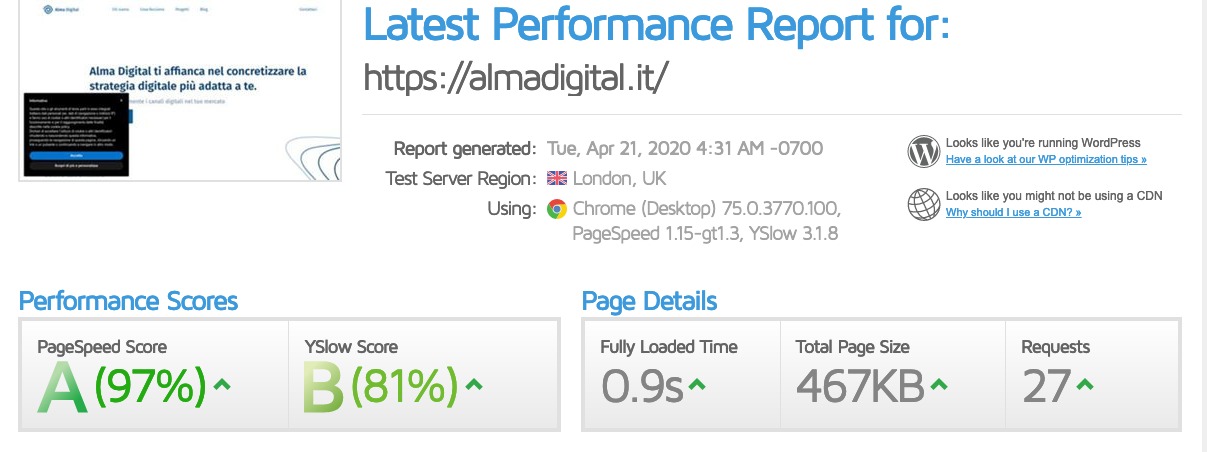 Alma Digital
Chi siamo Cosa facciamo Progetti Blog Contattaci
Alma Digital ti affianca nel concretizzare la
strategia digitale più adatta a te.
i canali digitali nel tuo mercato
Informativa
Accetta
Scopri di più e personalizza
Latest Performance Report for:
https://almadigital.it/
Report generated: Tue, Apr 21, 2020 4:31 AM -0700
Test Server Region: London, UK
Using: Chrome (Desktop) 75.0.3770.100,
PageSpeed 1.15-gt1.3, YSlow 3.1.8
Looks like you're running WordPress
Have a look at our WP optimization tips »
Looks like you might not be using a CDN
Why should I use a CDN? »
Performance Scores
PageSpeed Score
A (97%)
YSlow Score
B (81%)
Page Details
Fully Loaded Time
0.9s
Total Page Size
467KB
Requests
27